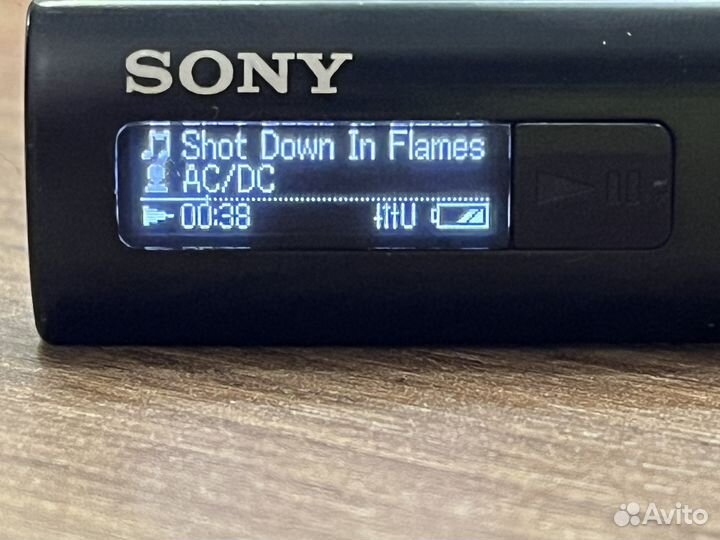 SONY
Shot Down In Flames
AC/DC
00:38 U
Avito